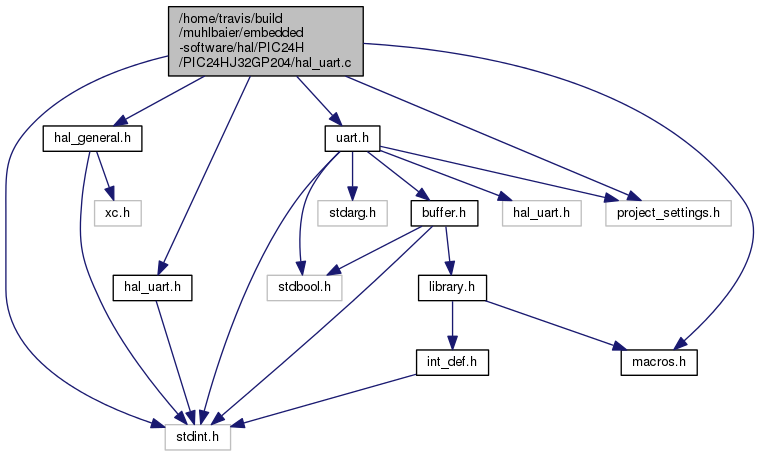 /home/travis/build
/muhlbaier/embedded
-software/hal/PIC24H
/PIC24HJ32GP204/hal_uart.c
hal_general.h
uart.h
xc.h
stdarg.h
buffer.h
hal_uart.h
project_settings.h
hal_uart.h
stdbool.h
library.h
int_def.h
macros.h
stdint.h